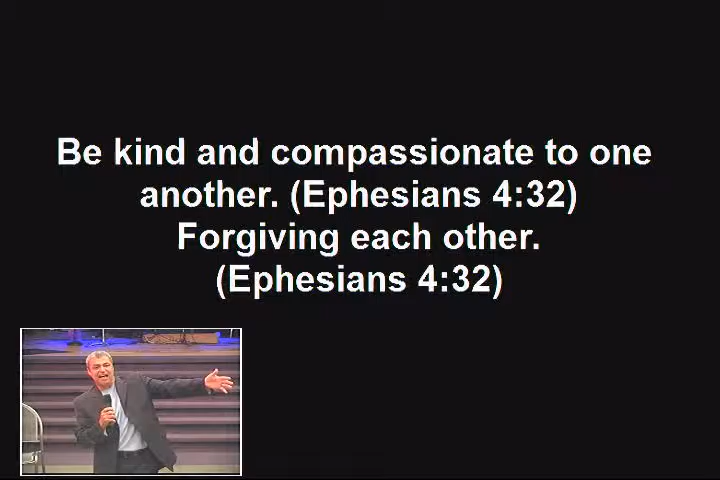 Be kind and compassionate to one
another. (Ephesians 4:32)
Forgiving each other.
(Ephesians 4:32)